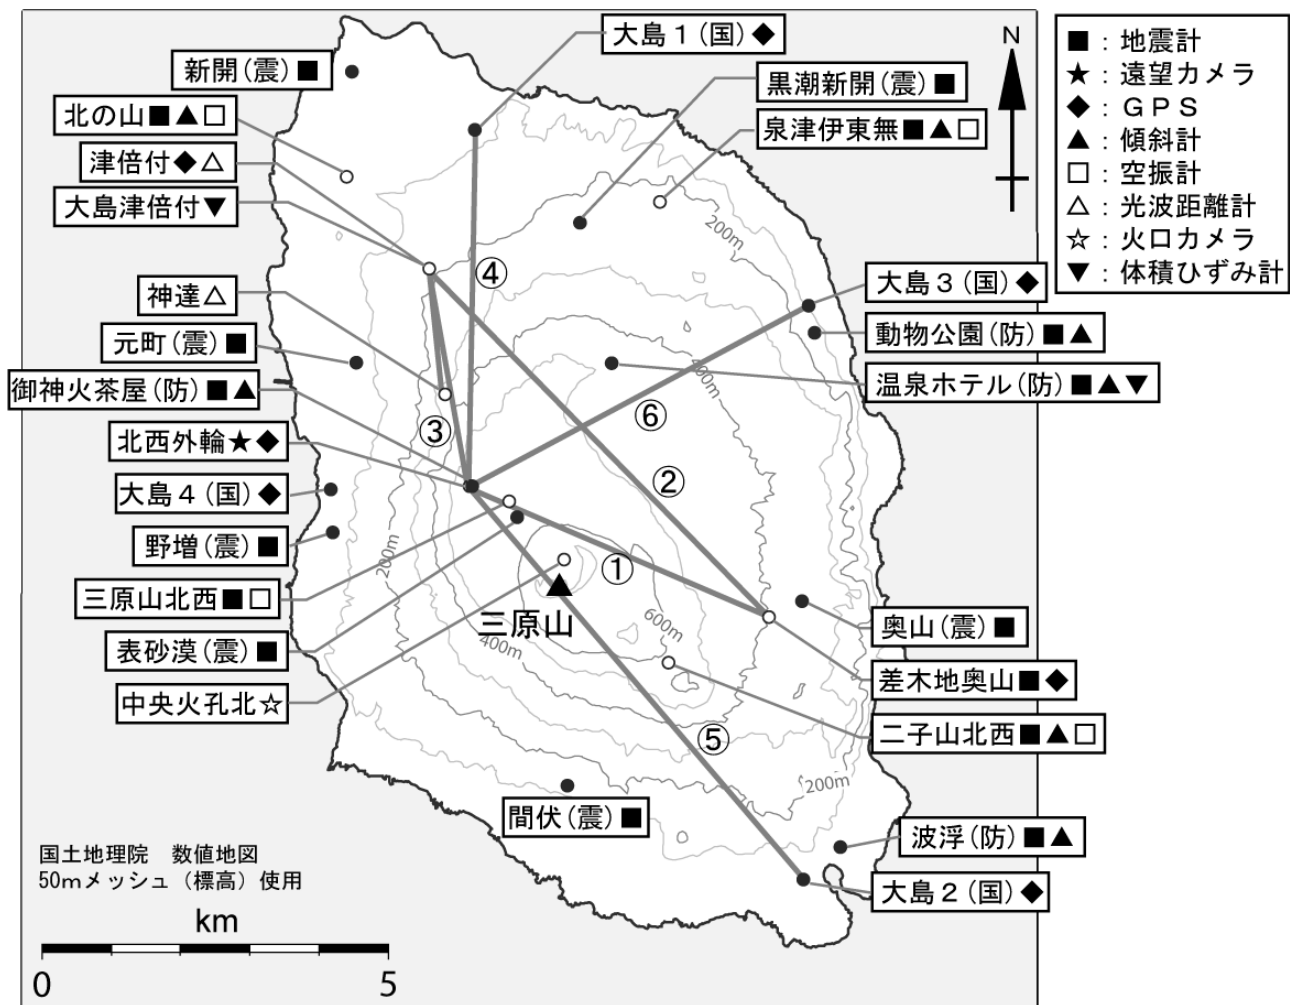 大島1(国)◆
N
■：地震計
★：遠望カメラ
◆：GPS
▲：傾斜計
□：空振計
△：光波距離計
☆：火口カメラ
▼：体積ひずみ計
新開(震)■
黒潮新開(震)■
北の山■▲□
泉津伊東無■▲□
津倍付◆△
大島津倍付▼
200m
④
大島3(国)◆
神達△
動物公園(防)■▲
元町(震)■
400m
温泉ホテル(防)■▲▼
御神火茶屋(防)■▲
⑥
③
北西外輪★◆
②
大島4(国)◆
野増(震)■
200m
①
三原山北西■□
三原山
600m
奥山(震)■
表砂漠(震)■
400m
差木地奥山■◆
中央火孔北☆
⑤
二子山北西■▲□
200m
間伏(震)■
波浮(防)■▲
国土地理院　数値地図
50mメッシュ（標高）使用
大島2(国)◆
km
0
5